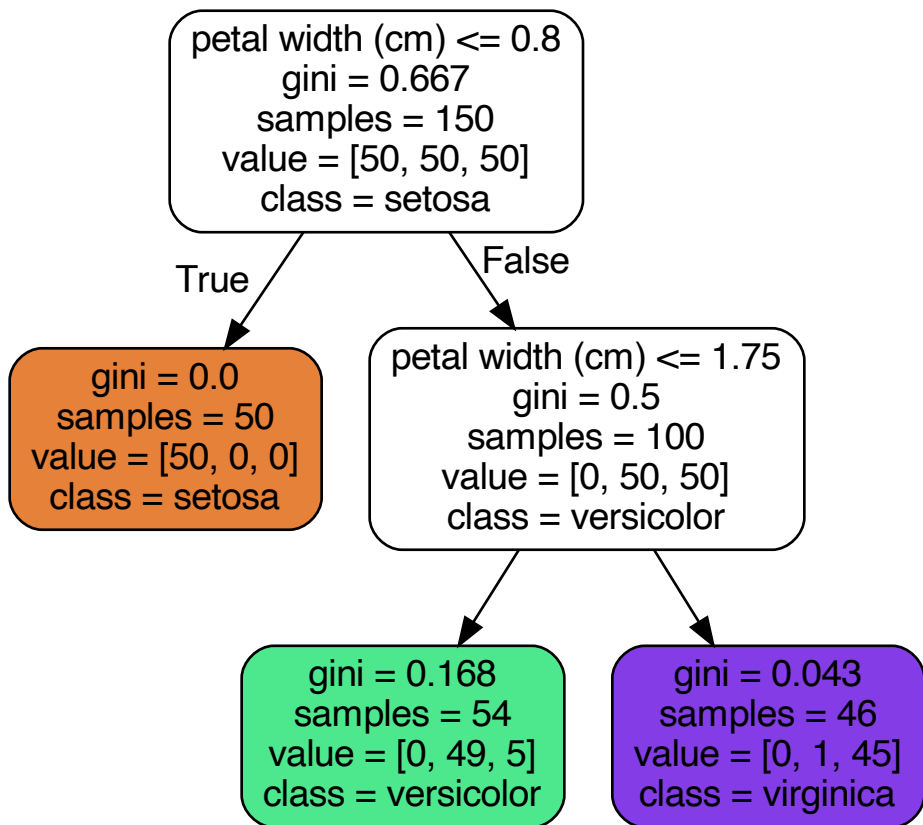 petal width (cm) <= 0.8
gini = 0.667
samples = 150
value = [50, 50, 50]
class = setosa
True
False
gini = 0.0
samples = 50
value = [50, 0, 0]
class = setosa
petal width (cm) <= 1.75
gini = 0.5
samples = 100
value = [0, 50, 50]
class = versicolor
gini = 0.168
samples = 54
value = [0, 49, 5]
class = versicolor
gini = 0.043
samples = 46
value = [0, 1, 45]
class = virginica